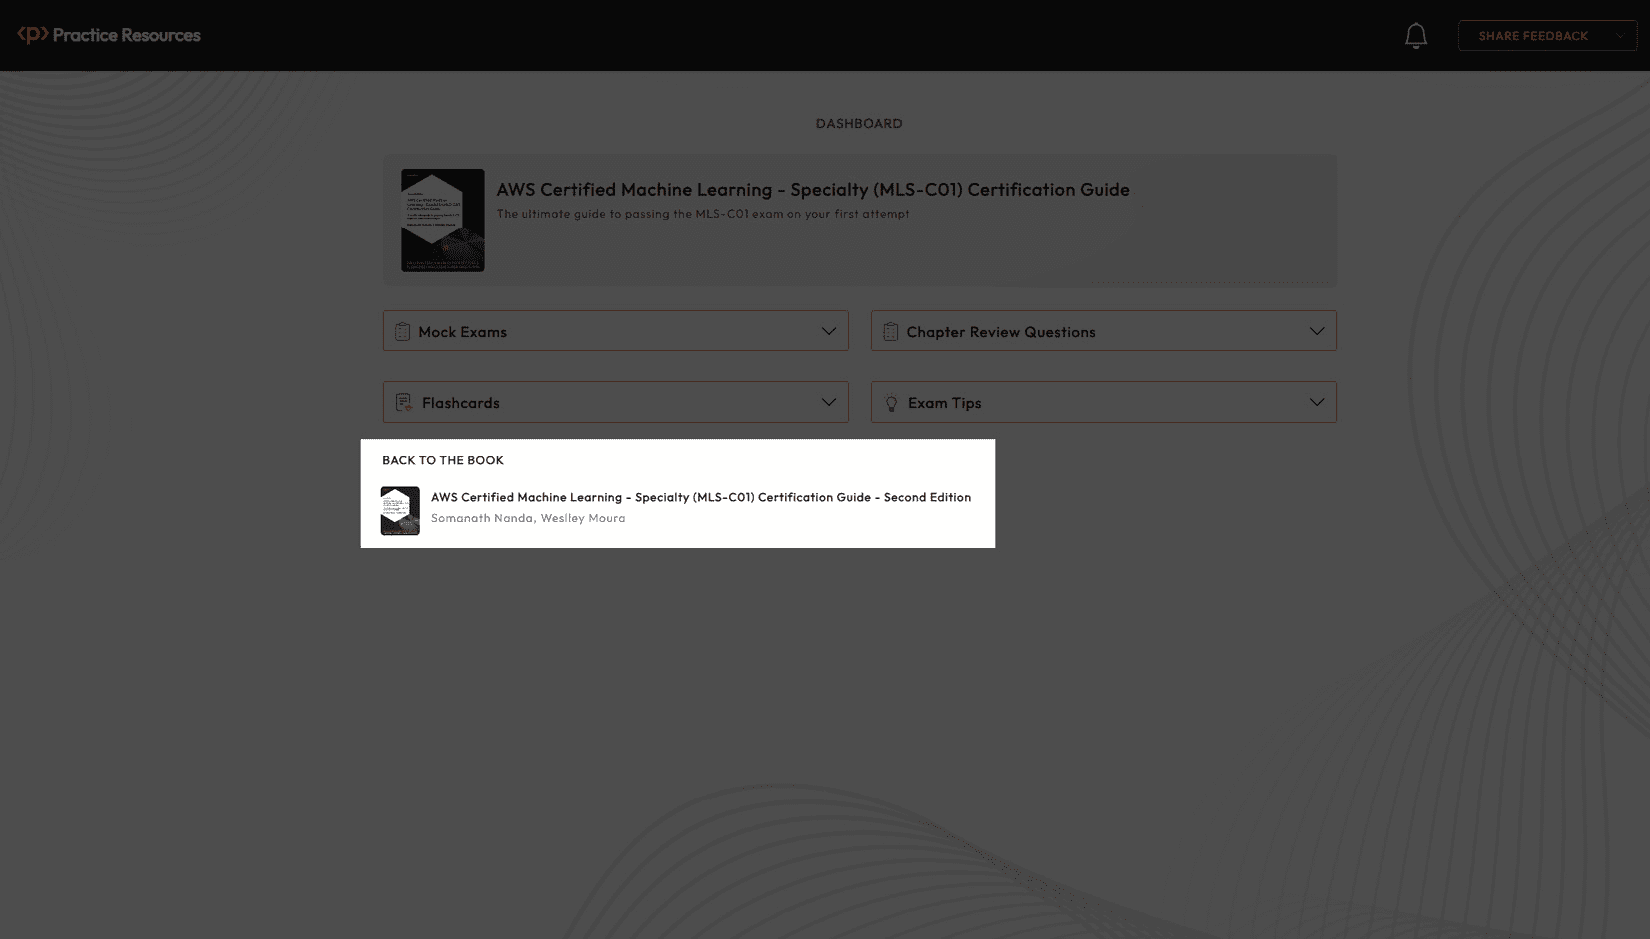 <p> Practice Resources
SHARE FEEDBACK
DASHBOARD
AWS Certified Machine Learning - Specialty (MLS-C01) Certification Guide
The ultimate guide to passing the MLS-C01 exam on your first attempt
Mock Exams
Chapter Review Questions
Flashcards
Exam Tips
BACK TO THE BOOK
AWS Certified Machine Learning - Specialty (MLS-C01) Certification Guide - Second Edition
Somanath Nanda, Weslley Moura